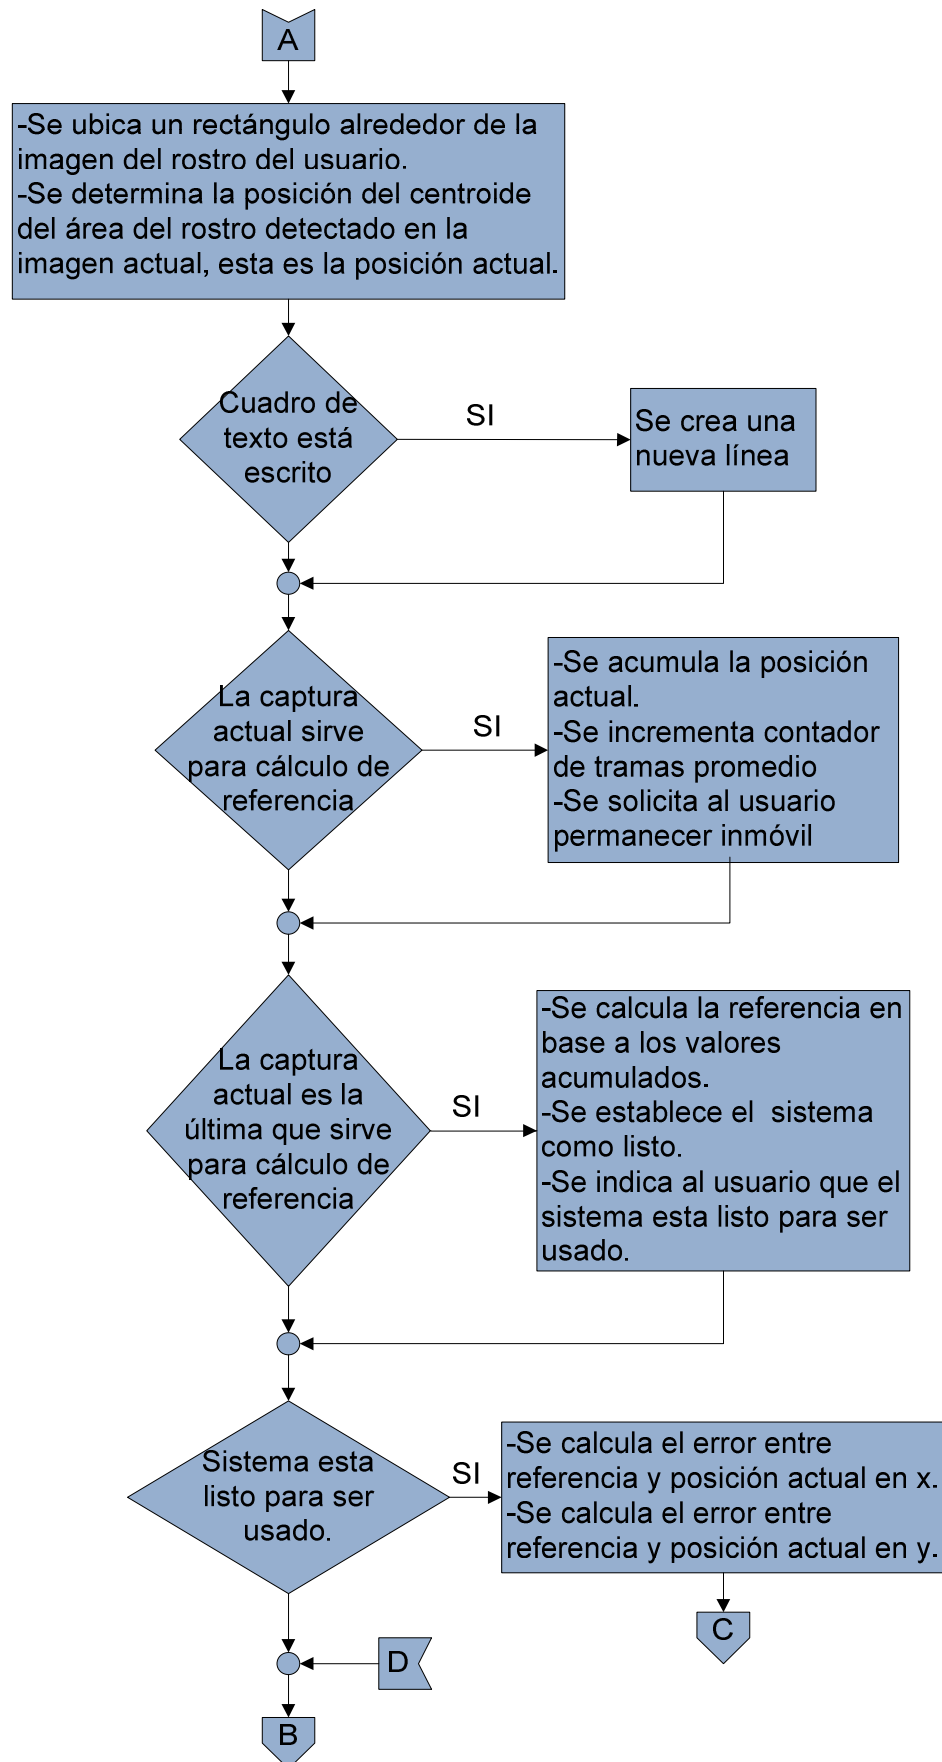 A
-Se ubica un rectángulo alrededor de la
imagen del rostro del usuario.
-Se determina la posición del centroide
del área del rostro detectado en la
imagen actual, esta es la posición actual.
Cuadro de
texto está
escrito
SI
Se crea una
nueva línea
La captura
actual sirve
para cálculo de
referencia
SI
-Se acumula la posición
actual.
-Se incrementa contador
de tramas promedio
-Se solicita al usuario
permanecer inmóvil
La captura
actual es la
última que sirve
para cálculo de
referencia
SI
-Se calcula la referencia en
base a los valores
acumulados.
-Se establece el sistema
como listo.
-Se indica al usuario que el
sistema esta listo para ser
usado.
Sistema esta
listo para ser
usado.
SI
-Se calcula el error entre
referencia y posición actual en x.
-Se calcula el error entre
referencia y posición actual en y.
C
D
B